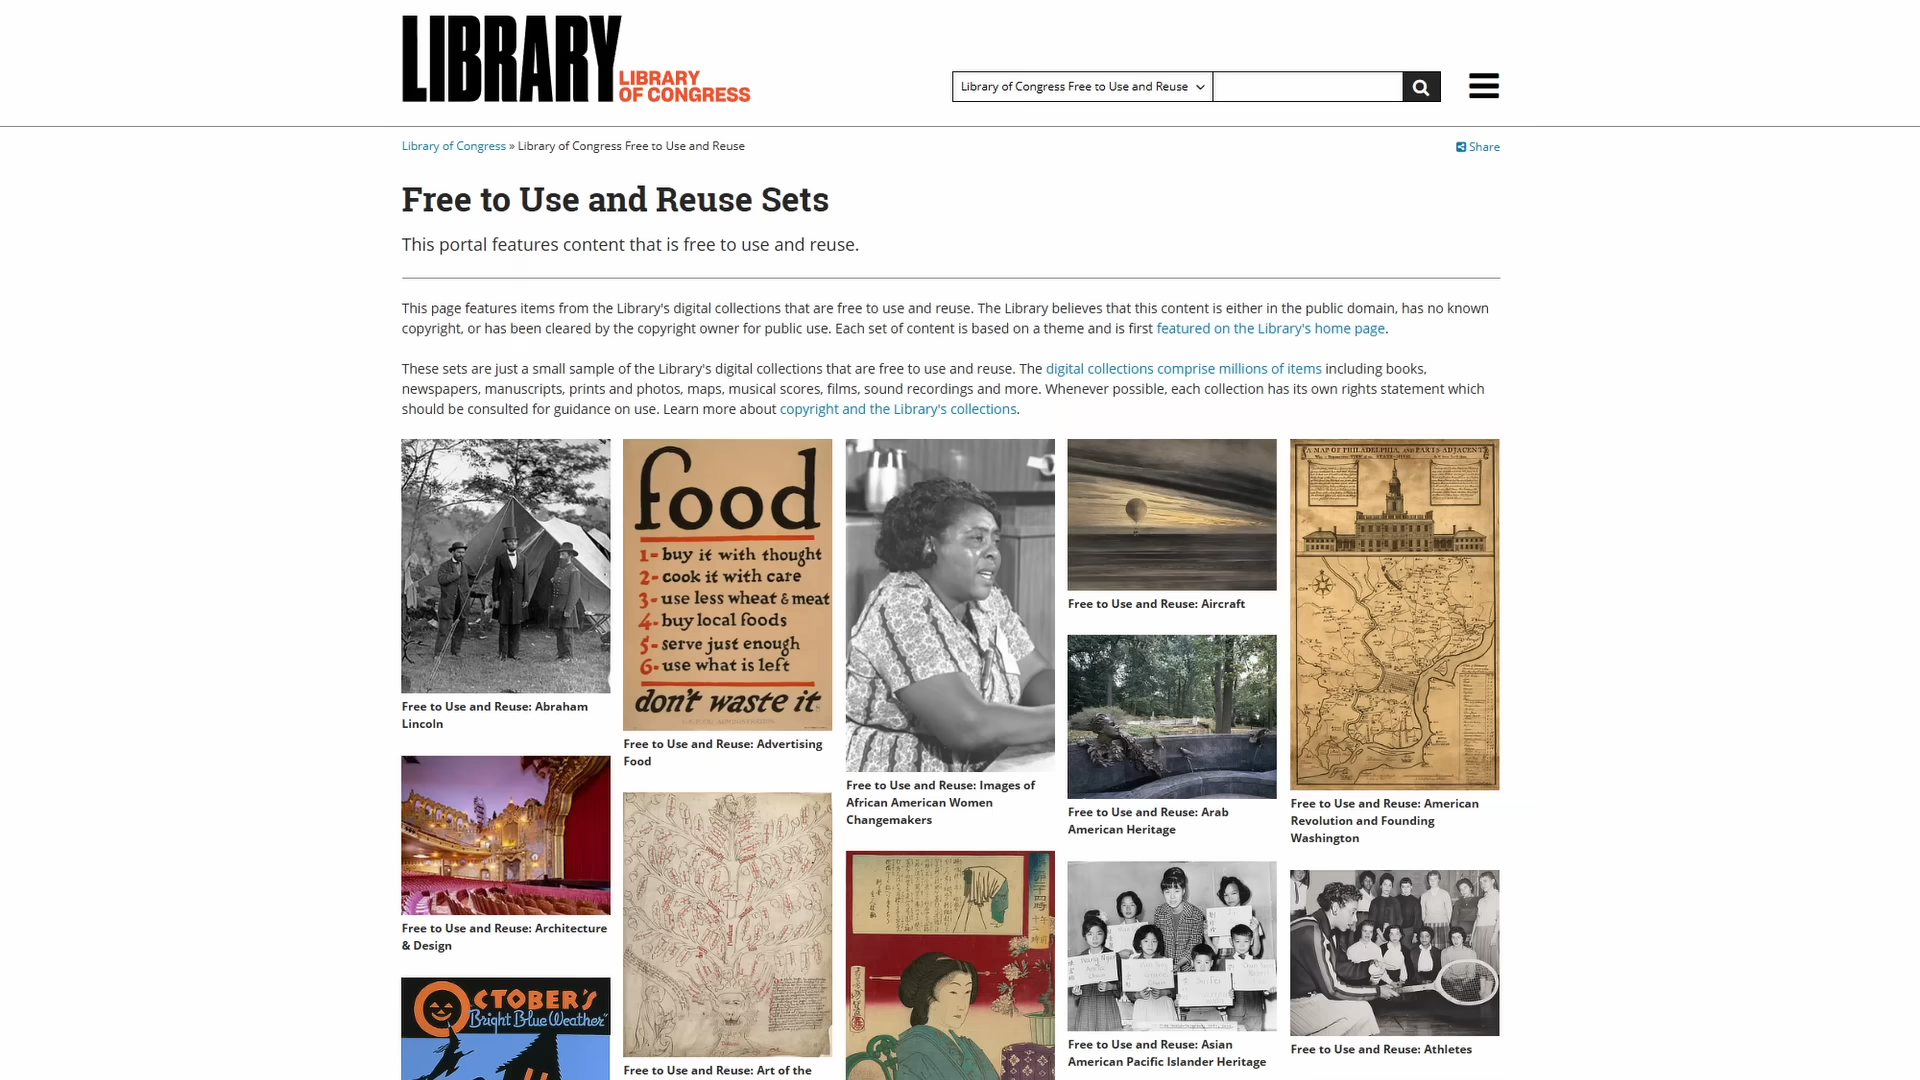 LIBRARY
LIBRARY
OF CONGRESS
Library of Congress Free to Use and Reuse
Library of Congress » Library of Congress Free to Use and Reuse
Share
Free to Use and Reuse Sets
This portal features content that is free to use and reuse.
This page features items from the Library's digital collections that are free to use and reuse. The Library believes that this content is either in the public domain, has no known
copyright, or has been cleared by the copyright owner for public use. Each set of content is based on a theme and is first featured on the Library's home page.
These sets are just a small sample of the Library's digital collections that are free to use and reuse. The digital collections comprise millions of items including books,
newspapers, manuscripts, prints and photos, maps, musical scores, films, sound recordings and more. Whenever possible, each collection has its own rights statement which
should be consulted for guidance on use. Learn more about copyright and the Library's collections.
Free to Use and Reuse: Abraham
Lincoln
Free to Use and Reuse: Architecture
& Design
OCTOBER'S
Bright Blue Weather"
food
1- buy it with thought
2- cook it with care
3- use less wheat & meat
4- buy local foods
5- serve just enough
6- use what is left
don't waste it
Free to Use and Reuse: Advertising
Food
Free to Use and Reuse: Art of the
Free to Use and Reuse: Images of
African American Women
Changemakers
Free to Use and Reuse: Aircraft
Free to Use and Reuse: Arab
American Heritage
Free to Use and Reuse: Asian
American Pacific Islander Heritage
A MAP OF PHILADELPHIA, AND PARTS ADJACENT
Free to Use and Reuse: American
Revolution and Founding
Washington
Free to Use and Reuse: Athletes